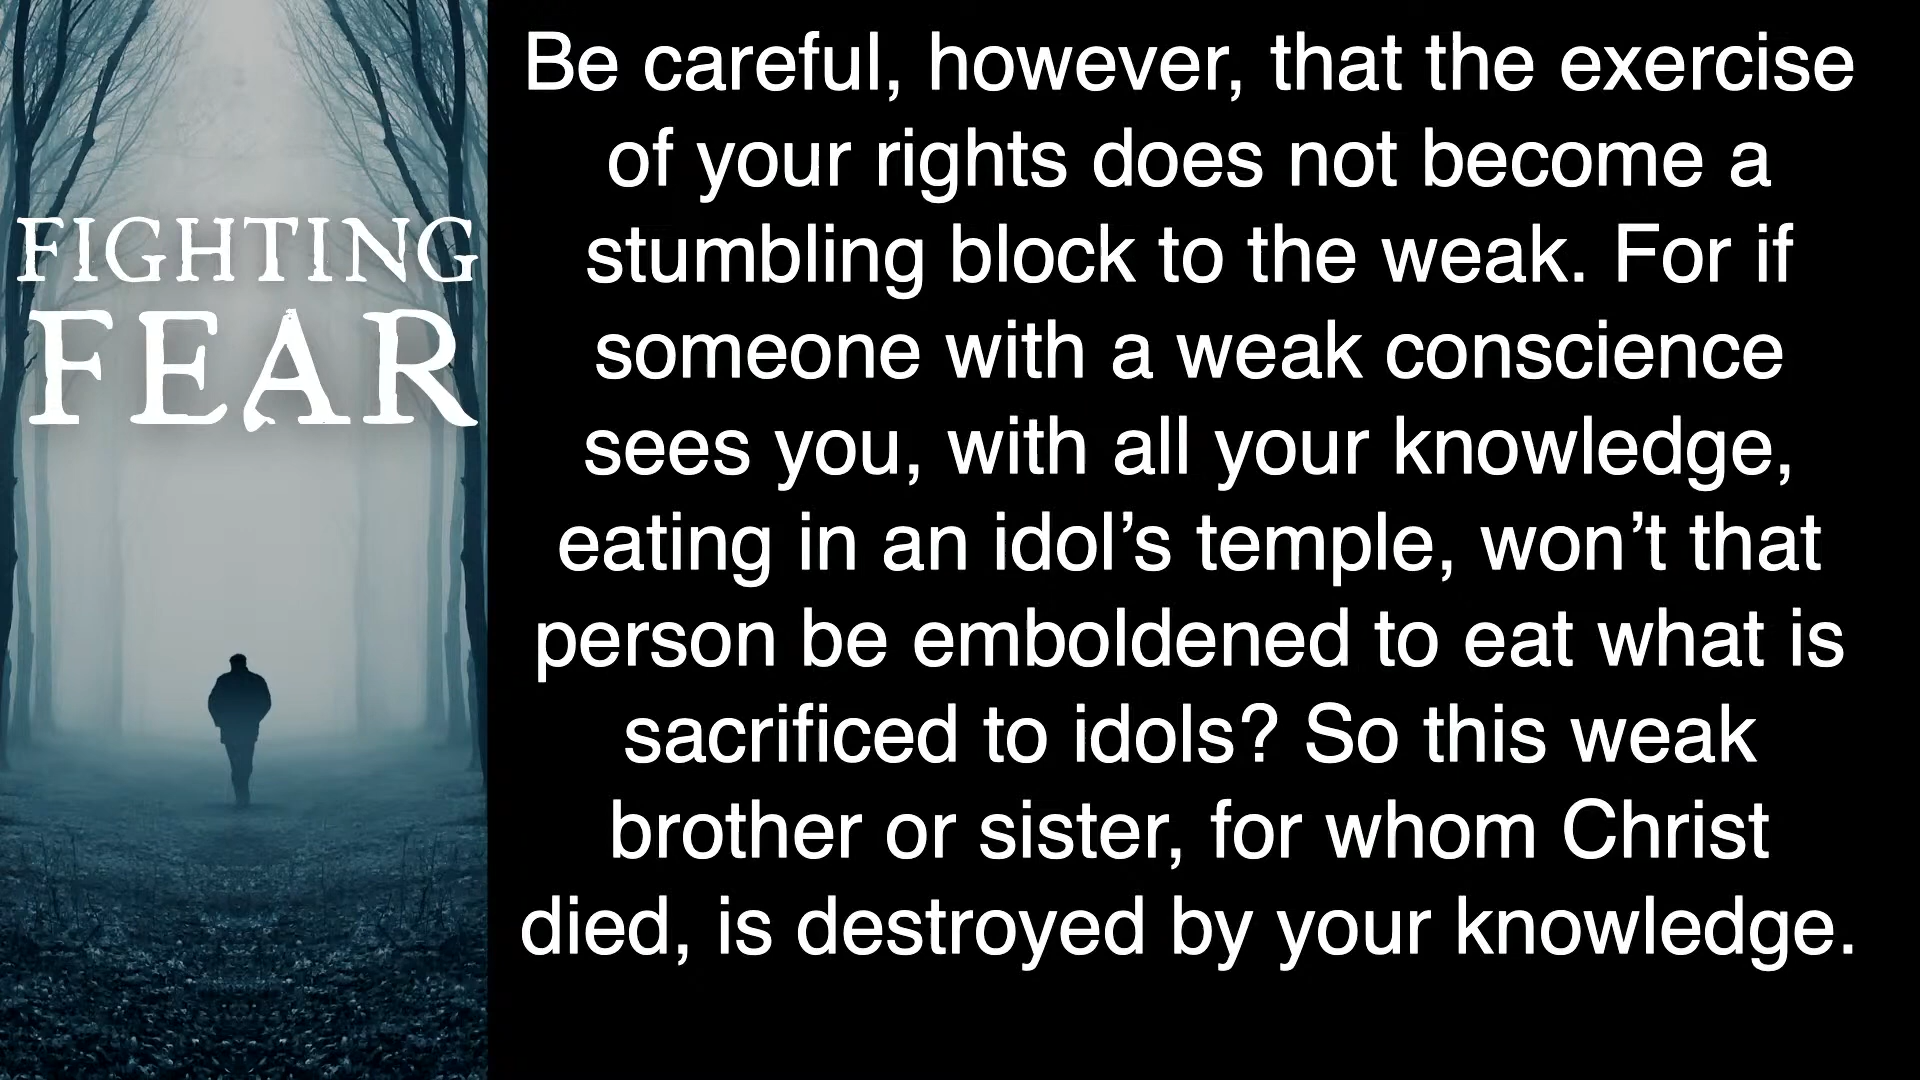 FIGHTING
FEAR
Be careful, however, that the exercise
of your rights does not become a
stumbling block to the weak. For if
someone with a weak conscience
sees you, with all your knowledge,
eating in an idol’s temple, won’t that
person be emboldened to eat what is
sacrificed to idols? So this weak
brother or sister, for whom Christ
died, is destroyed by your knowledge.